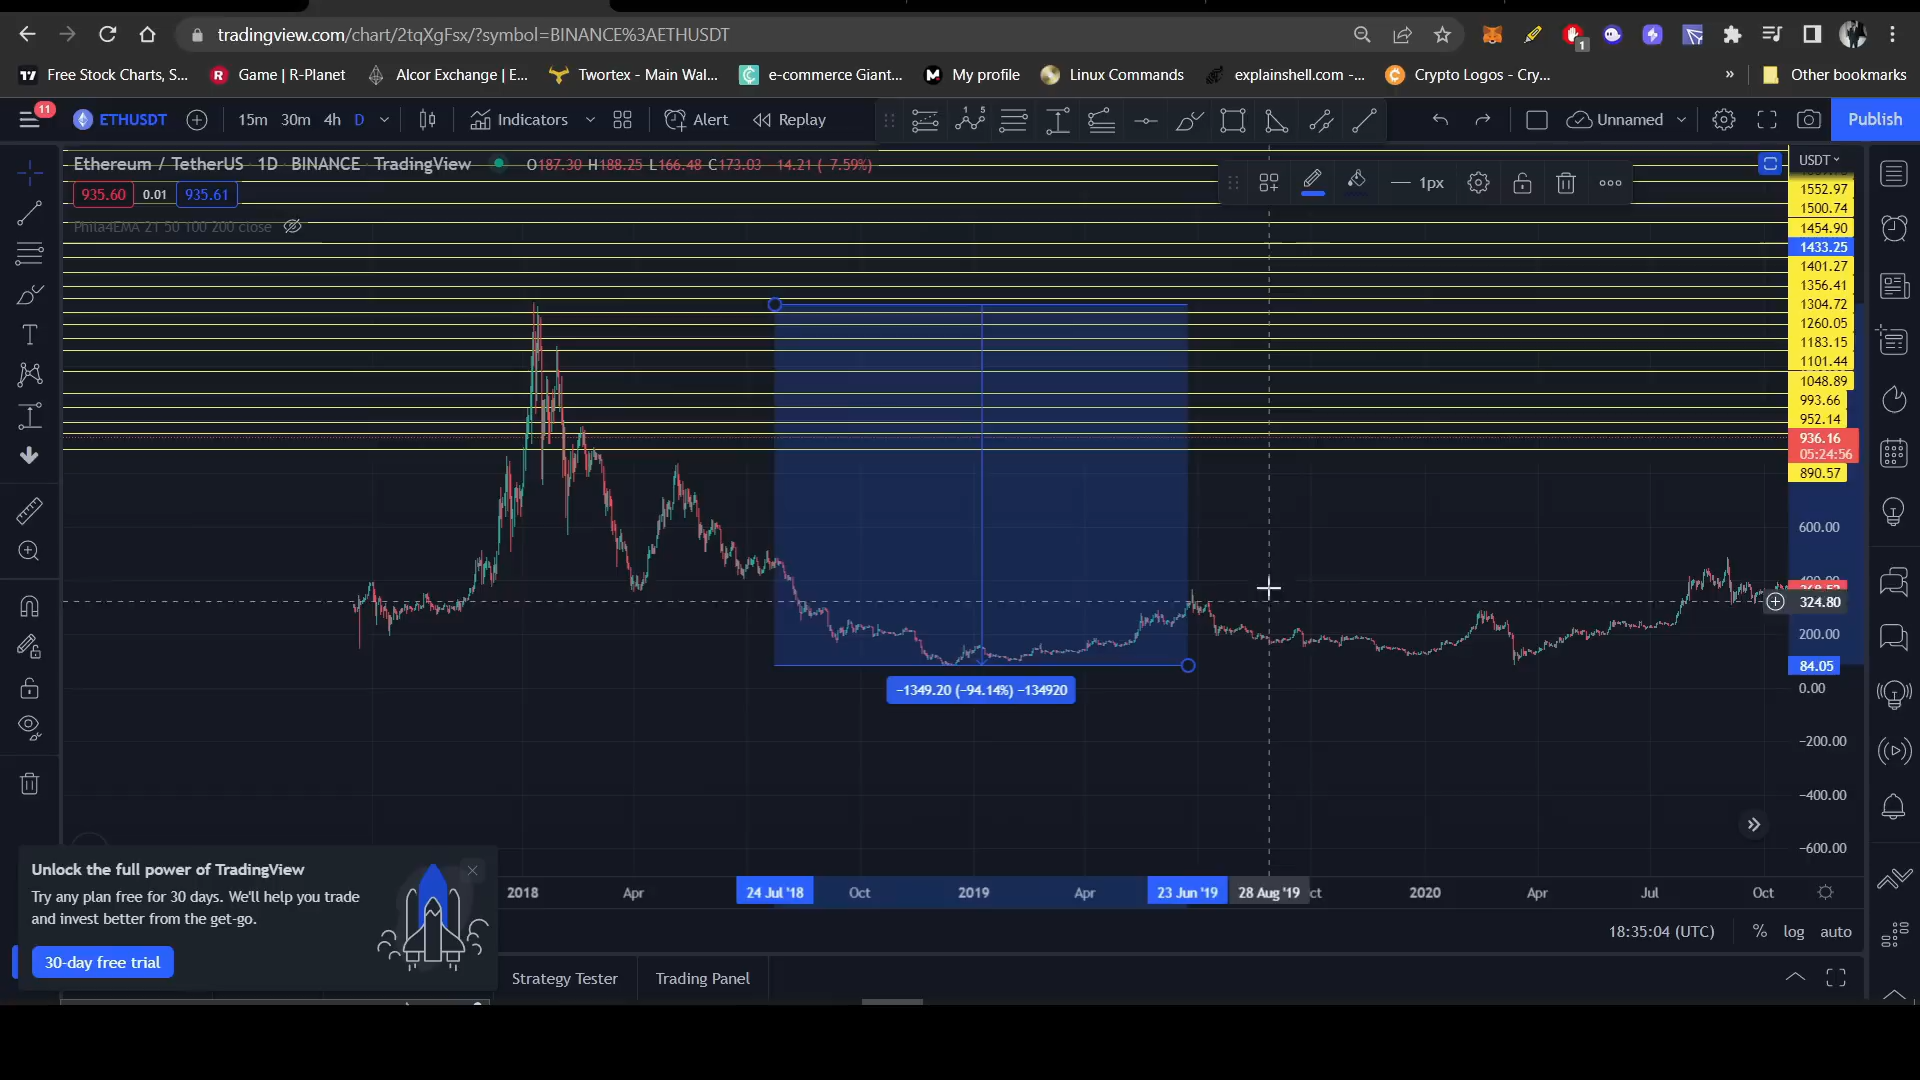 tradingview.com/chart/2tqXgFsx/?symbol=BINANCE%3AETHUSDT
1
Free Stock Charts, S...
R Game | R-Planet
Alcor Exchange | E...
Twortex - Main Wal...
e-commerce Giant...
My profile
Linux Commands
explainshell.com -...
Crypto Logos - Cry...
»
Other bookmarks
11
ETHUSDT
15m 30m 4h D
Indicators
Alert
Replay
Unnamed
Publish
Ethereum / TetherUS · 1D · BINANCE · TradingView
O187.30 H188.25 L166.48 C173.03 −14.21 (−7.59%)
USDT
935.60 0.01 935.61
1px
Phila4EMA 21 50 100 200 close
1552.97
1500.74
1454.90
1433.25
1401.27
1356.41
1304.72
1260.05
1183.15
1101.44
1048.89
993.66
952.14
936.16
05:24:56
890.57
600.00
324.80
200.00
84.05
0.00
−200.00
−400.00
−600.00
−1349.20 (−94.14%) −134920
2018 Apr 24 Jul '18 Oct 2019 Apr 23 Jun '19 28 Aug '19 ct 2020 Apr Jul Oct
18:35:04 (UTC) % log auto
Unlock the full power of TradingView
Try any plan free for 30 days. We'll help you trade
and invest better from the get-go.
30-day free trial
Strategy Tester
Trading Panel